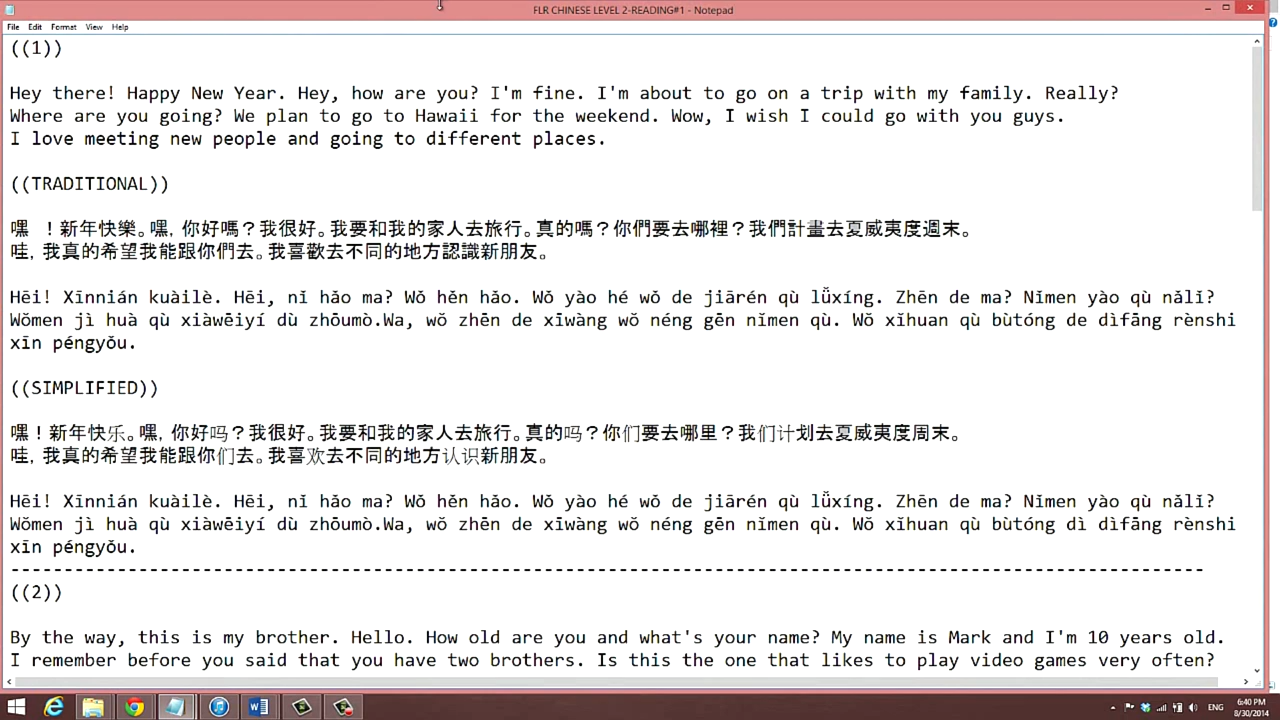 FLR CHINESE LEVEL 2-READING#1 - Notepad
File Edit Format View Help
((1))
Hey there! Happy New Year. Hey, how are you? I'm fine. I'm about to go on a trip with my family. Really?
Where are you going? We plan to go to Hawaii for the weekend. Wow, I wish I could go with you guys.
I love meeting new people and going to different places.
((TRADITIONAL))
嘿 ！新年快樂。嘿，你好嗎？我很好。我要和我的家人去旅行。真的嗎？你們要去哪裡？我們計畫去夏威夷度週末。
哇，我真的希望我能跟你們去。我喜歡去不同的地方認識新朋友。
Hēi! Xīnnián kuàilè. Hēi, nǐ hǎo ma? Wǒ hěn hǎo. Wǒ yào hé wǒ de jiārén qù lǚxíng. Zhēn de ma? Nǐmen yào qù nǎlǐ?
Wǒmen jì huà qù xiàwēiyí dù zhōumò.Wa, wǒ zhēn de xīwàng wǒ néng gēn nǐmen qù. Wǒ xǐhuan qù bùtóng de dìfāng rènshi
xīn péngyǒu.
((SIMPLIFIED))
嘿！新年快乐。嘿，你好吗？我很好。我要和我的家人去旅行。真的吗？你们要去哪里？我们计划去夏威夷度周末。
哇，我真的希望我能跟你们去。我喜欢去不同的地方认识新朋友。
Hēi! Xīnnián kuàilè. Hēi, nǐ hǎo ma? Wǒ hěn hǎo. Wǒ yào hé wǒ de jiārén qù lǚxíng. Zhēn de ma? Nǐmen yào qù nǎlǐ?
Wǒmen jì huà qù xiàwēiyí dù zhōumò.Wa, wǒ zhēn de xīwàng wǒ néng gēn nǐmen qù. Wǒ xǐhuan qù bùtóng dì dìfāng rènshi
xīn péngyǒu.
----------------------------------------------------------------------------------------------------------------
((2))
By the way, this is my brother. Hello. How old are you and what's your name? My name is Mark and I'm 10 years old.
I remember before you said that you have two brothers. Is this the one that likes to play video games very often?
ENG
6:40 PM
8/30/2014